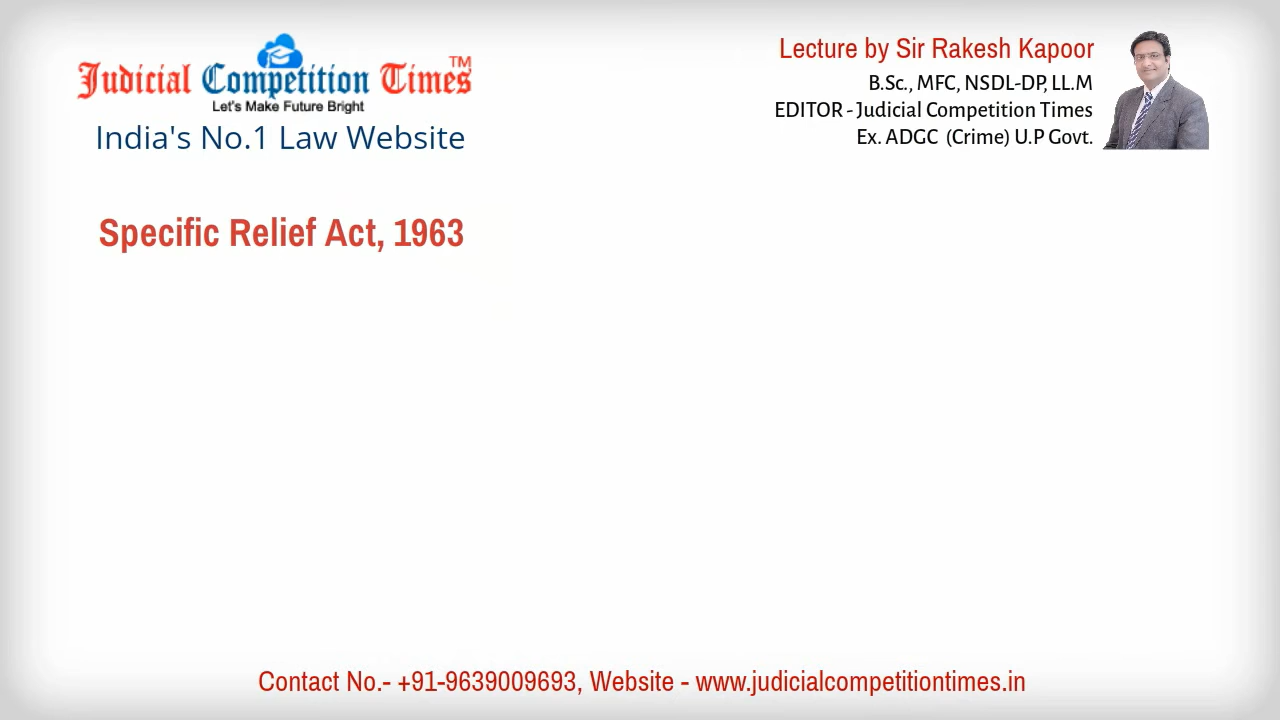 Judicial Competition Times TM
Let's Make Future Bright
India's No.1 Law Website
Lecture by Sir Rakesh Kapoor
B.Sc., MFC, NSDL-DP, LL.M
EDITOR - Judicial Competition Times
Ex. ADGC (Crime) U.P Govt.
Specific Relief Act, 1963
Contact No.- +91-9639009693, Website - www.judicialcompetitiontimes.in